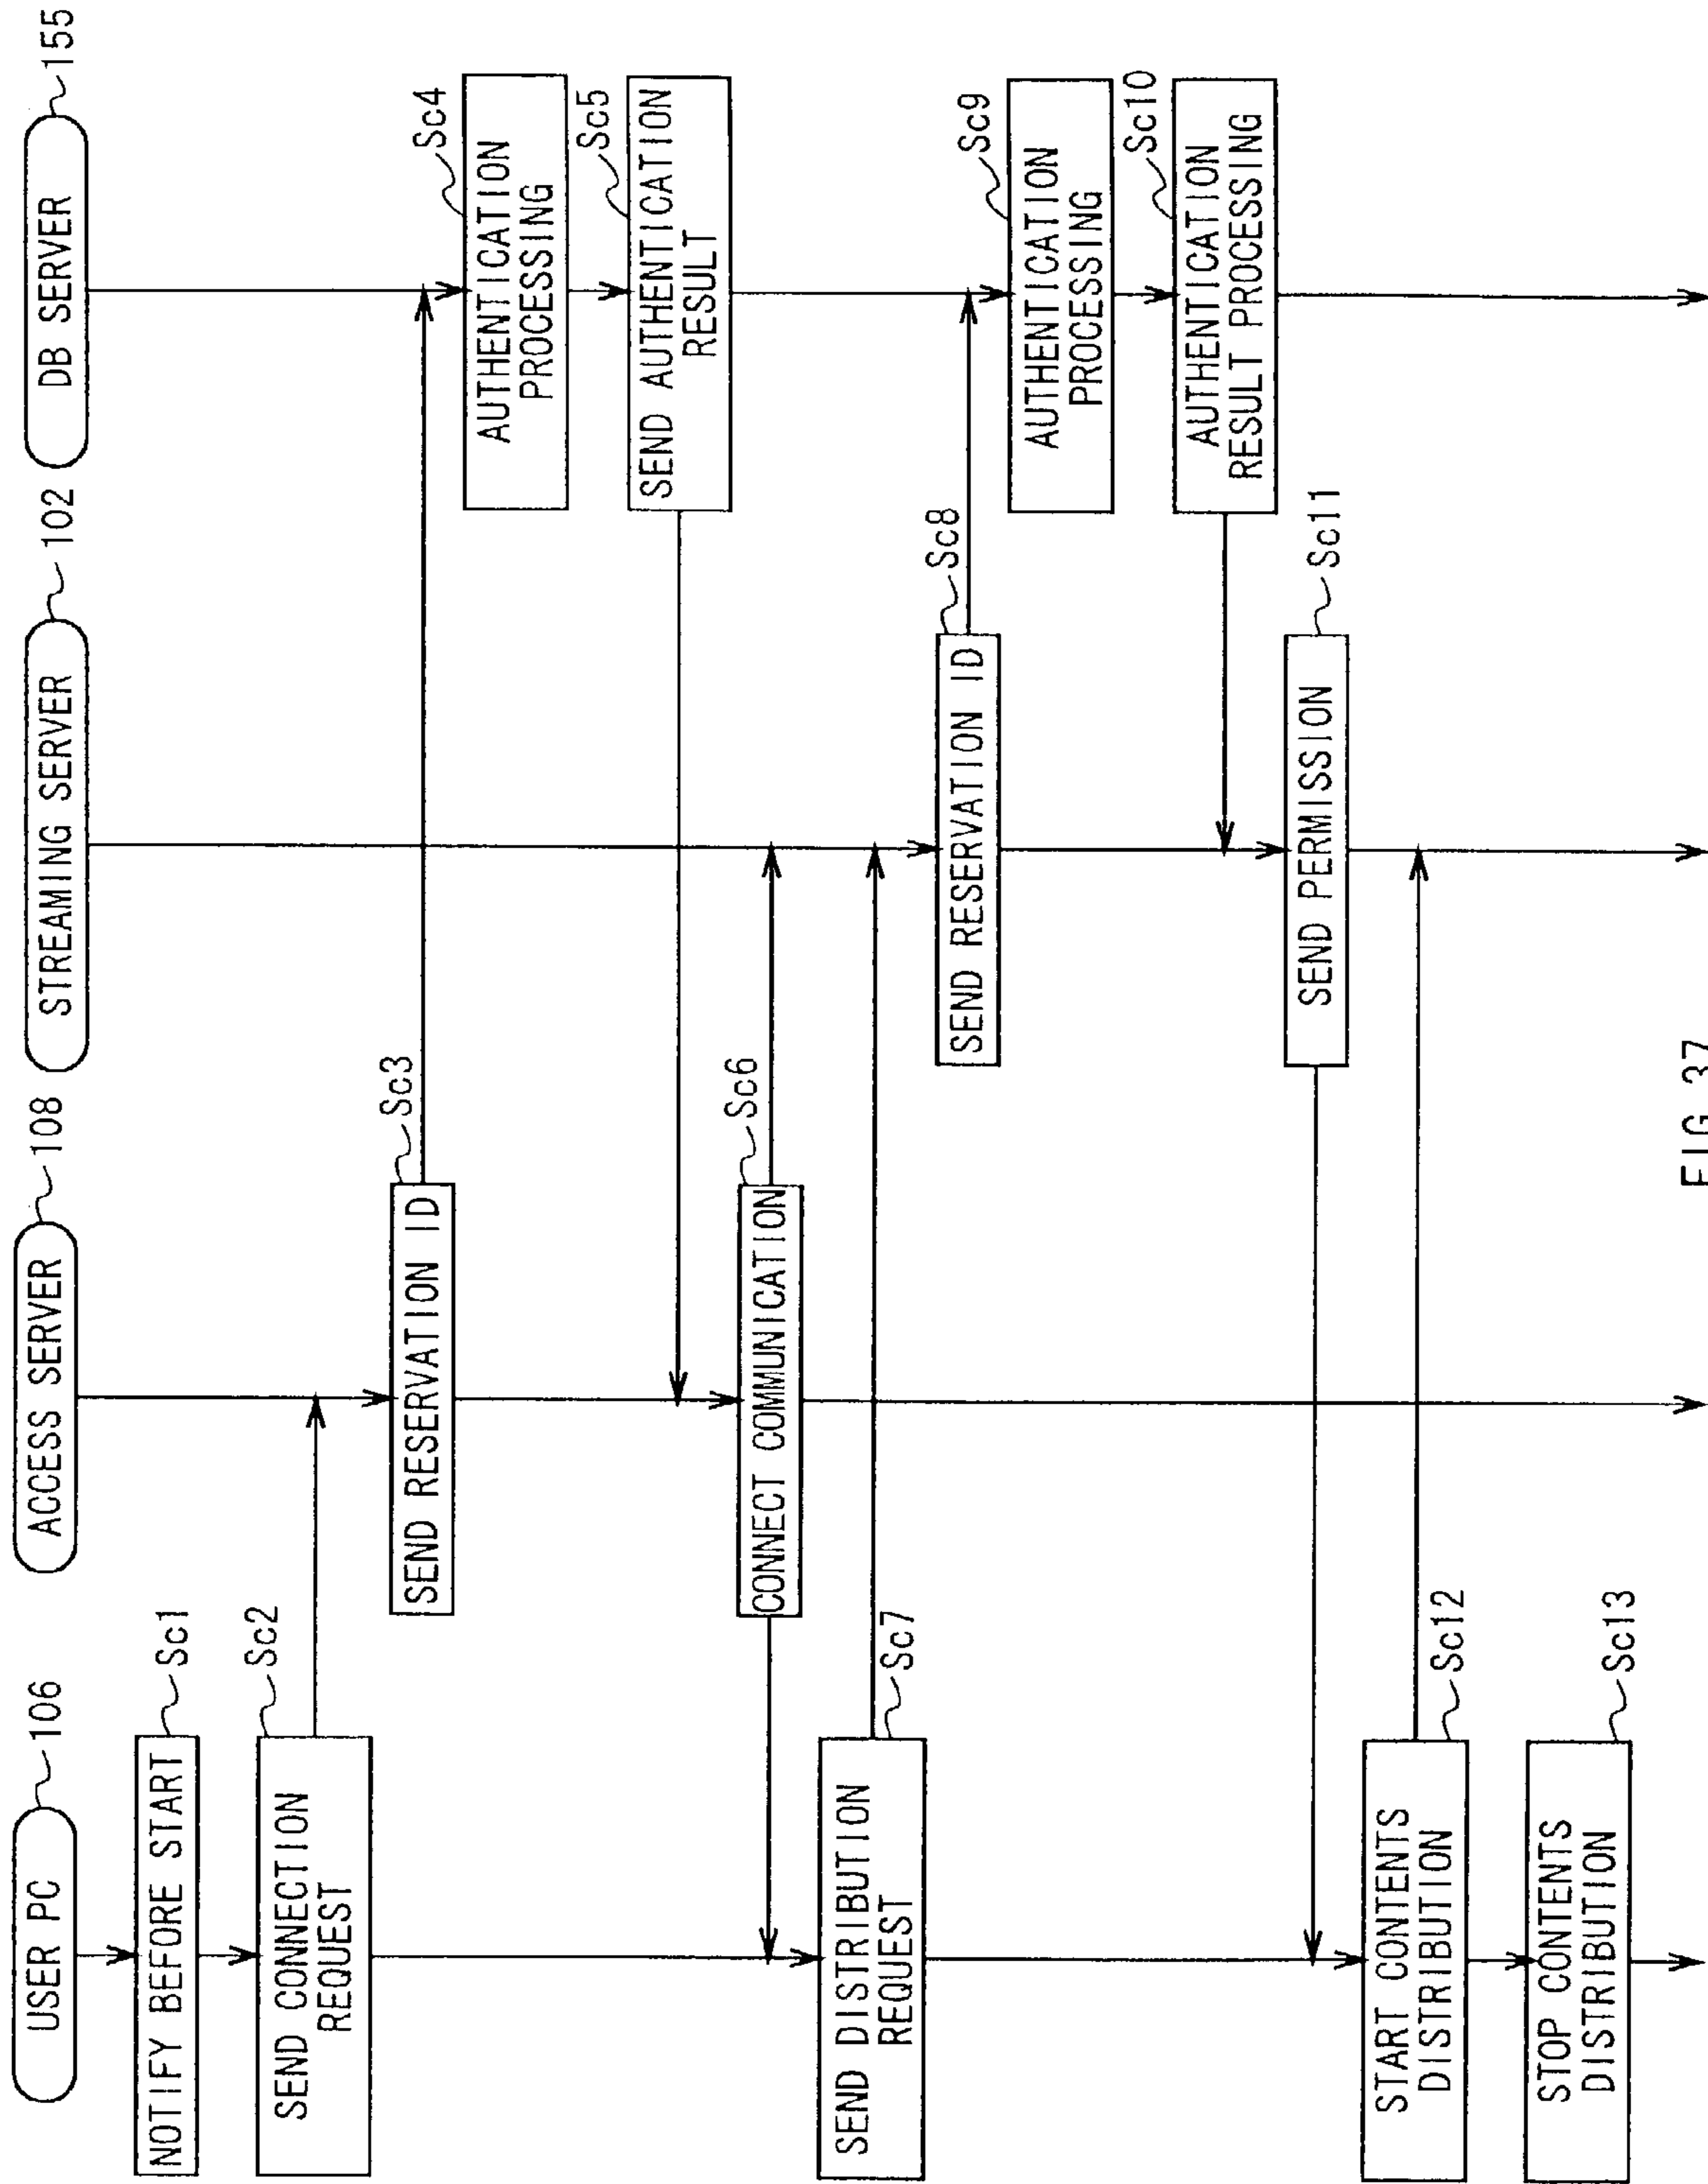 USER PC
106
ACCESS SERVER
108
STREAMING SERVER
102
DB SERVER
155
NOTIFY BEFORE START
Sc1
SEND CONNECTION
REQUEST
Sc2
SEND RESERVATION ID
Sc3
AUTHENTICATION
PROCESSING
Sc4
SEND AUTHENTICATION
RESULT
Sc5
CONNECT COMMUNICATION
Sc6
SEND DISTRIBUTION
REQUEST
Sc7
SEND RESERVATION ID
Sc8
AUTHENTICATION
PROCESSING
Sc9
AUTHENTICATION
RESULT PROCESSING
Sc10
SEND PERMISSION
Sc11
START CONTENTS
DISTRIBUTION
Sc12
STOP CONTENTS
DISTRIBUTION
Sc13
FIG. 37